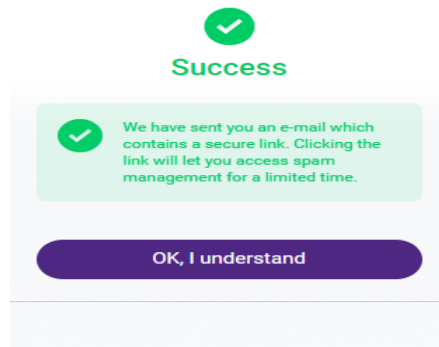 Success
We have sent you an e-mail which
contains a secure link. Clicking the
link will let you access spam
management for a limited time.
OK, I understand